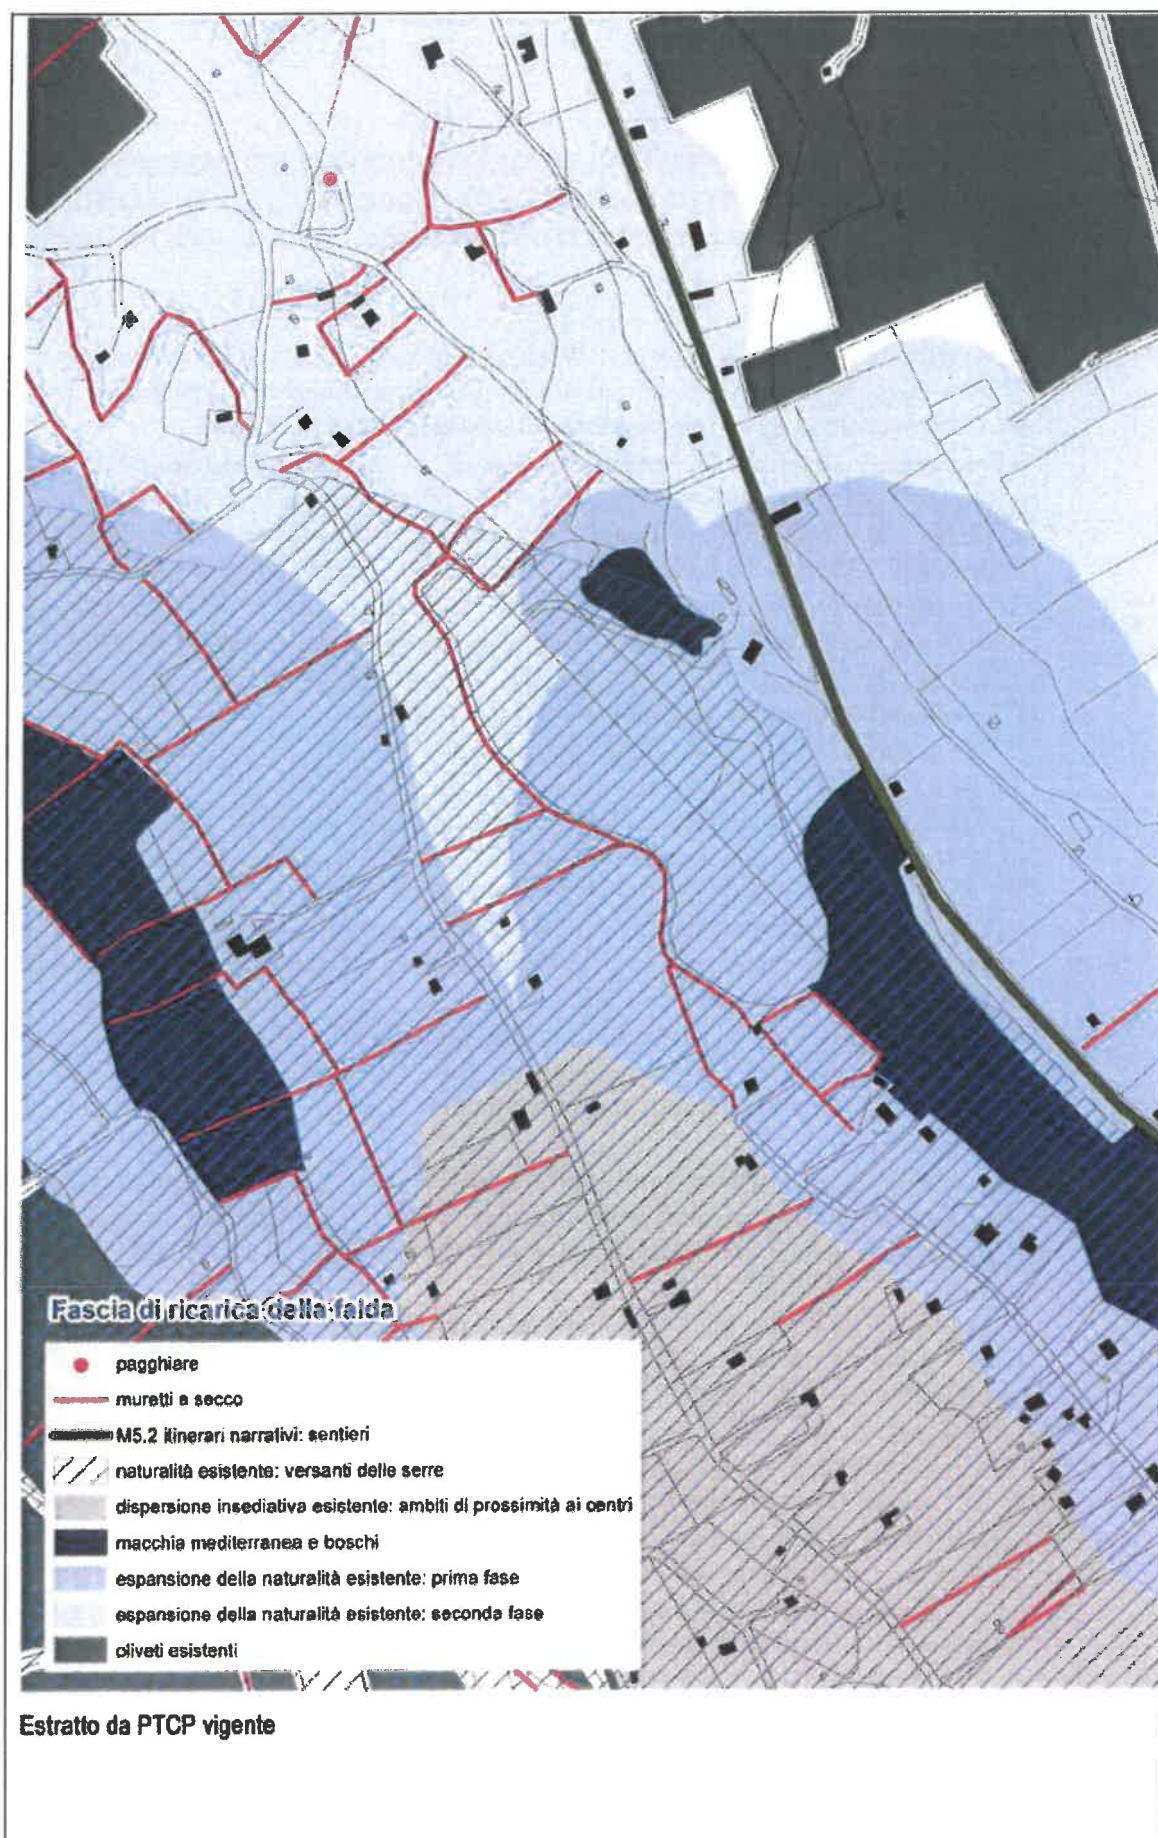 Fascia di ricarica della falda
pagghiare
muretti a secco
M5.2 itinerari narrativi: sentieri
naturalità esistente: versanti delle serre
dispersione insediativa esistente: ambiti di prossimità ai centri
macchia mediterranea e boschi
espansione della naturalità esistente: prima fase
espansione della naturalità esistente: seconda fase
oliveti esistenti
Estratto da PTCP vigente